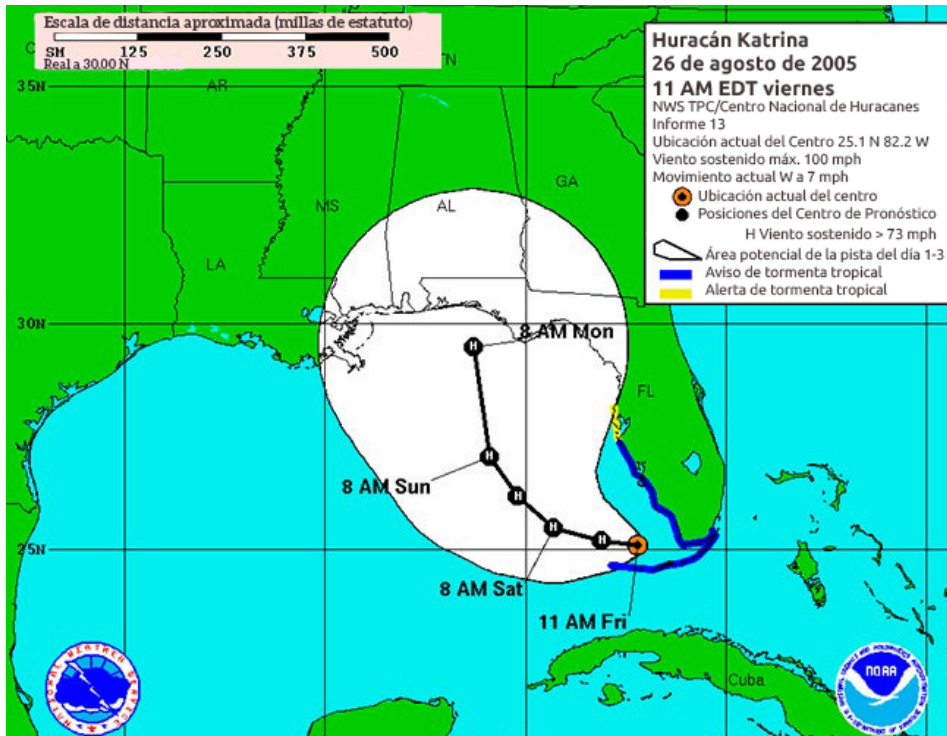 Escala de distancia aproximada (millas de estatuto)
SM 125 250 375 500
Real a 30.00 N
Huracán Katrina
26 de agosto de 2005
11 AM EDT viernes
NWS TPC/Centro Nacional de Huracanes
Informe 13
Ubicación actual del Centro 25.1 N 82.2 W
Viento sostenido máx. 100 mph
Movimiento actual W a 7 mph
Ubicación actual del centro
Posiciones del Centro de Pronóstico
H Viento sostenido > 73 mph
Área potencial de la pista del día 1-3
Aviso de tormenta tropical
Alerta de tormenta tropical
TN
35N
AR
GA
MS
AL
LA
30N
8 AM Mon
H
FL
H
8 AM Sun
H
H
H
25N
8 AM Sat
11 AM Fri
Cuba
NATIONAL WEATHER SERVICE
NOAA